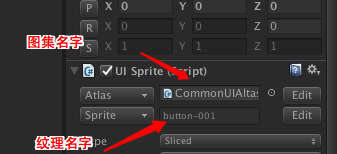 P X 0 Y 0 Z 0
图集名字 R X 0 Y 0 Z 0
S X 1 Y 1 Z 1
UI Sprite (Script)
Atlas CommonUIAltas Edit
Sprite button-001 Edit
纹理名字
Sliced